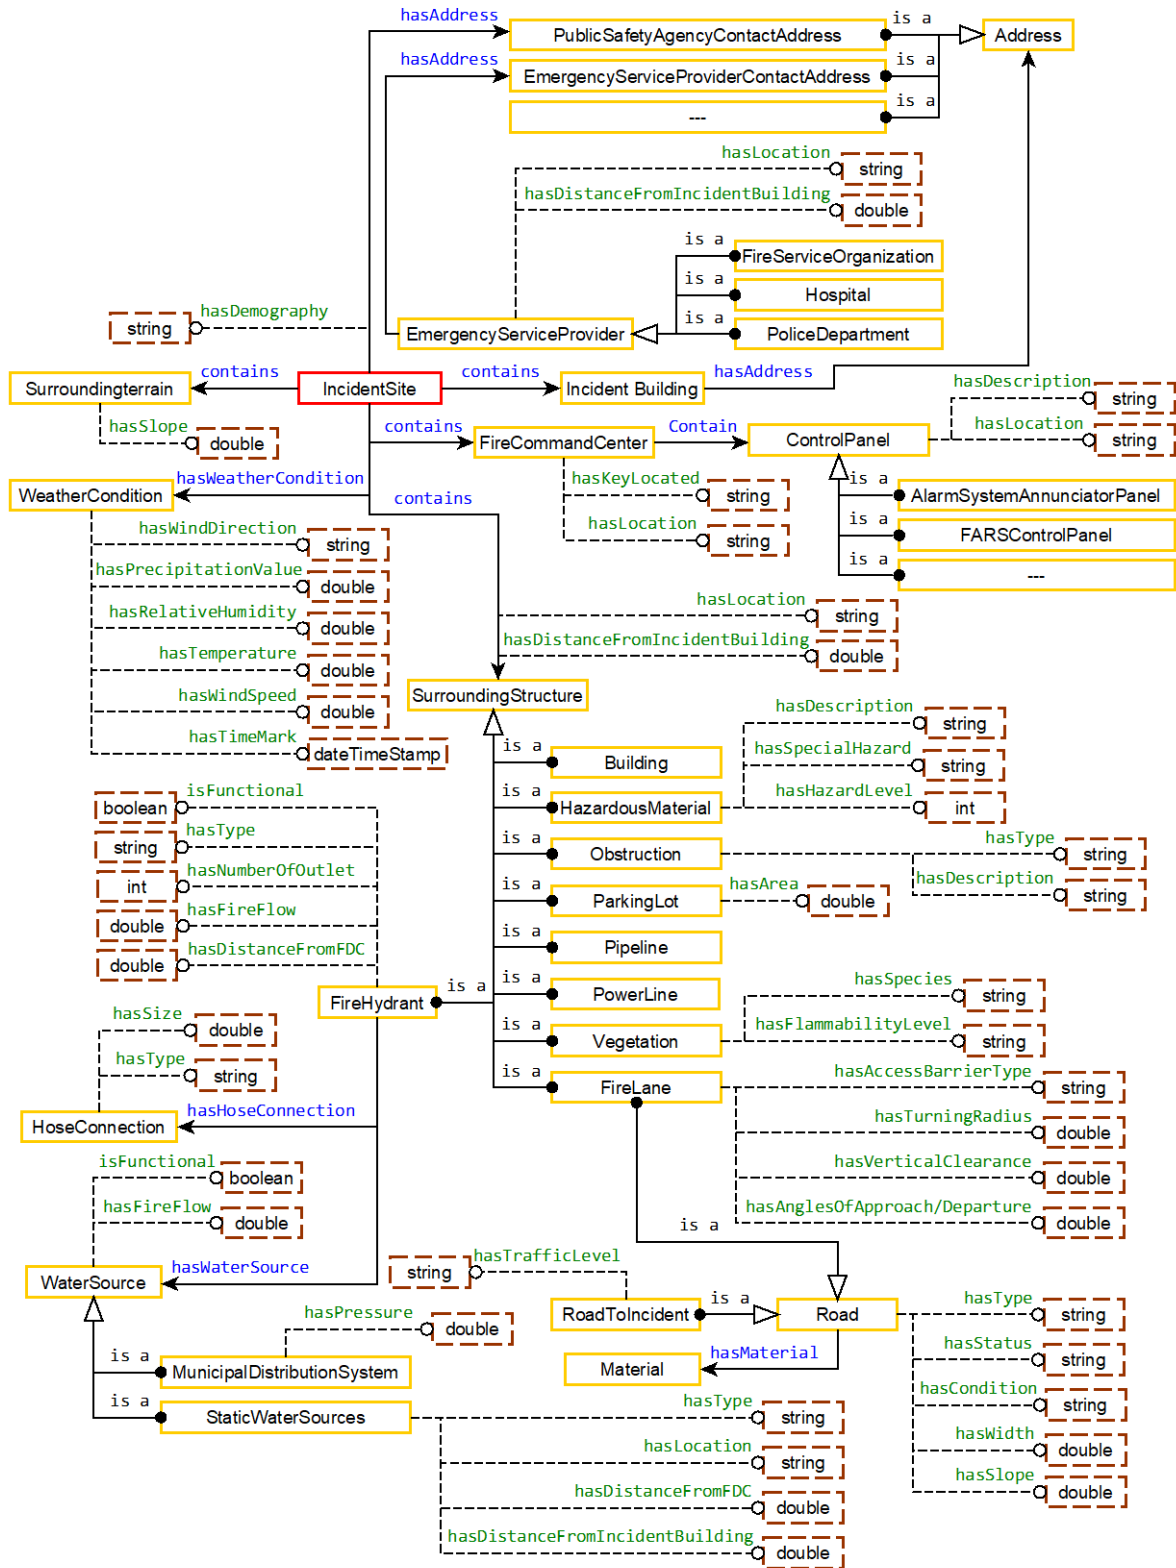 hasAddress
PublicSafetyAgencyContactAddress
is a
Address
hasAddress
EmergencyServiceProviderContactAddress
is a
---
is a
hasLocation
string
hasDistanceFromIncidentBuilding
double
is a
FireServiceOrganization
is a
Hospital
is a
PoliceDepartment
EmergencyServiceProvider
hasDemography
string
Surroundingterrain
contains
IncidentSite
contains
Incident Building
hasAddress
hasSlope
double
contains
FireCommandCenter
Contain
ControlPanel
hasDescription
string
hasLocation
string
WeatherCondition
hasWeatherCondition
contains
hasKeyLocated
string
hasLocation
string
is a
AlarmSystemAnnunciatorPanel
is a
FARSControlPanel
is a
---
hasWindDirection
string
hasPrecipitationValue
double
hasRelativeHumidity
double
hasTemperature
double
hasWindSpeed
double
hasTimeMark
dateTimeStamp
hasLocation
string
hasDistanceFromIncidentBuilding
double
SurroundingStructure
is a
Building
is a
HazardousMaterial
hasDescription
string
hasSpecialHazard
string
hasHazardLevel
int
is a
Obstruction
hasType
string
hasDescription
string
is a
ParkingLot
hasArea
double
is a
Pipeline
is a
PowerLine
is a
Vegetation
hasSpecies
string
hasFlammabilityLevel
string
is a
FireLane
hasAccessBarrierType
string
hasTurningRadius
double
hasVerticalClearance
double
hasAnglesOfApproach/Departure
double
boolean
isFunctional
string
hasType
int
hasNumberOfOutlet
double
hasFireFlow
double
hasDistanceFromFDC
FireHydrant
is a
hasSize
double
hasType
string
HoseConnection
hasHoseConnection
isFunctional
boolean
hasFireFlow
double
WaterSource
hasWaterSource
is a
string
hasTrafficLevel
RoadToIncident
is a
Road
hasMaterial
Material
hasType
string
hasStatus
string
hasCondition
string
hasWidth
double
hasSlope
double
hasPressure
double
is a
MunicipalDistributionSystem
is a
StaticWaterSources
hasType
string
hasLocation
string
hasDistanceFromFDC
double
hasDistanceFromIncidentBuilding
double